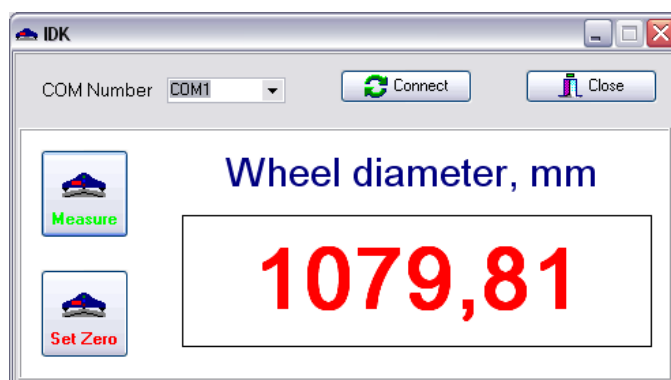 IDK
COM Number COM1 Connect Close
Wheel diameter, mm
Measure
1079,81
Set Zero